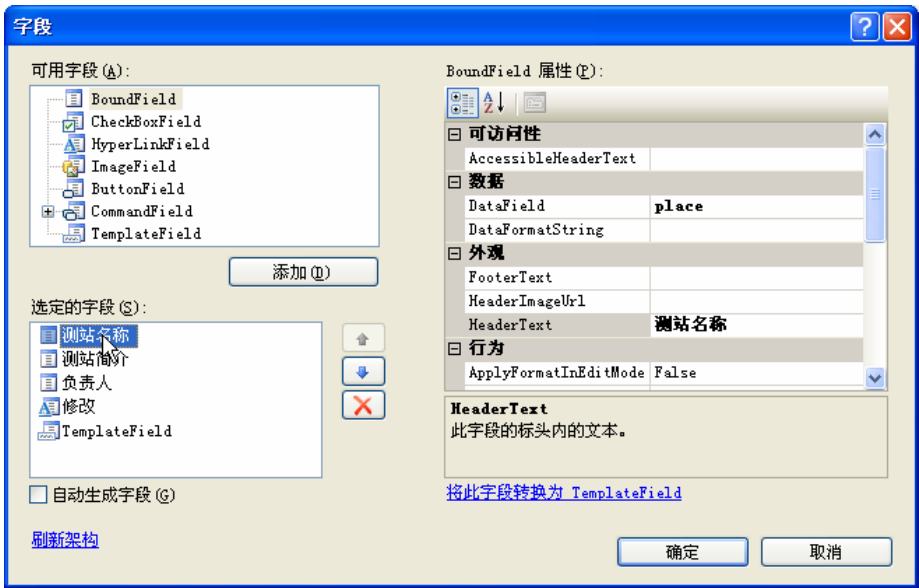 字段
可用字段(A):
BoundField
CheckBoxField
HyperLinkField
ImageField
ButtonField
CommandField
TemplateField
添加(D)
选定的字段(S):
测站名称
测站简介
负责人
修改
TemplateField
自动生成字段(G)
刷新架构
BoundField 属性(P):
可访问性
AccessibleHeaderText
数据
DataField place
DataFormatString
外观
FooterText
HeaderImageUrl
HeaderText 测站名称
行为
ApplyFormatInEditMode False
HeaderText
此字段的标头内的文本。
将此字段转换为 TemplateField
确定
取消